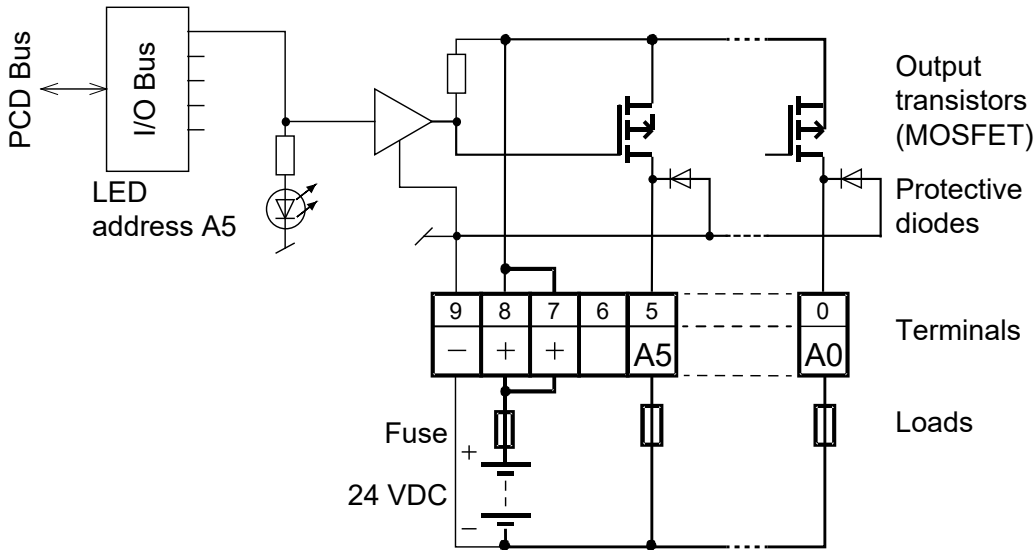 PCD Bus
I/O Bus
LED
address A5
Output
transistors
(MOSFET)
Protective
diodes
9 8 7 6 5 0
– + + A5 A0
Terminals
Fuse
Loads
+
24 VDC
–